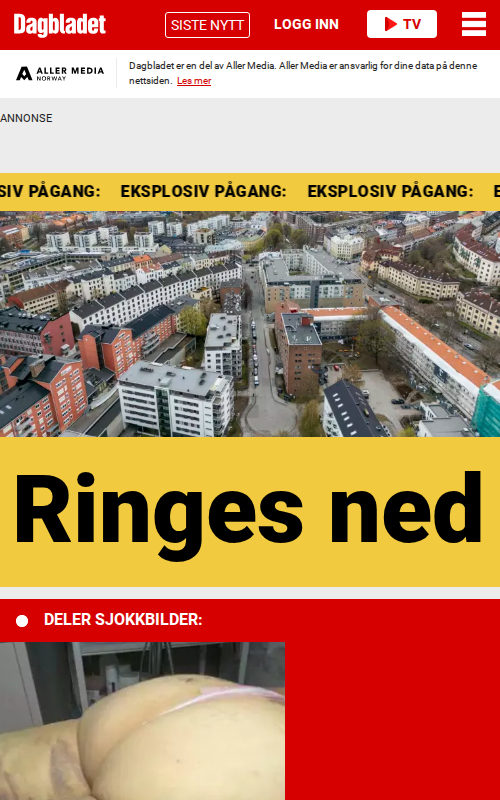 Dagbladet
SISTE NYTT
LOGG INN
TV
ALLER MEDIA
NORWAY
Dagbladet er en del av Aller Media. Aller Media er ansvarlig for dine data på denne
nettsiden. Les mer
ANNONSE
SIV PÅGANG: EKSPLOSIV PÅGANG: EKSPLOSIV PÅGANG: E
Ringes ned
DELER SJOKKBILDER: